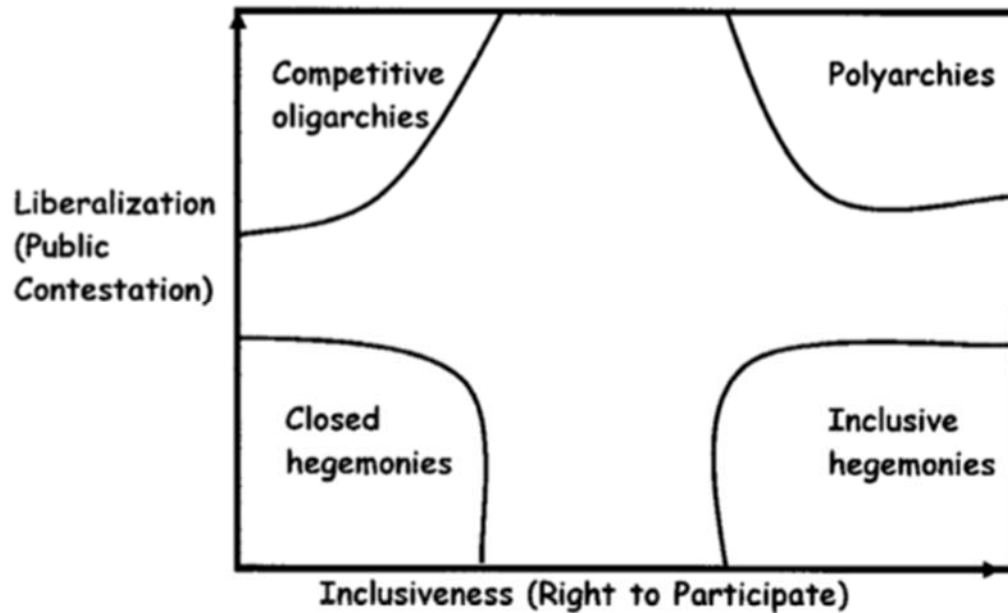 Competitive
oligarchies
Polyarchies
Liberalization
(Public
Contestation)
Closed
hegemonies
Inclusive
hegemonies
Inclusiveness (Right to Participate)